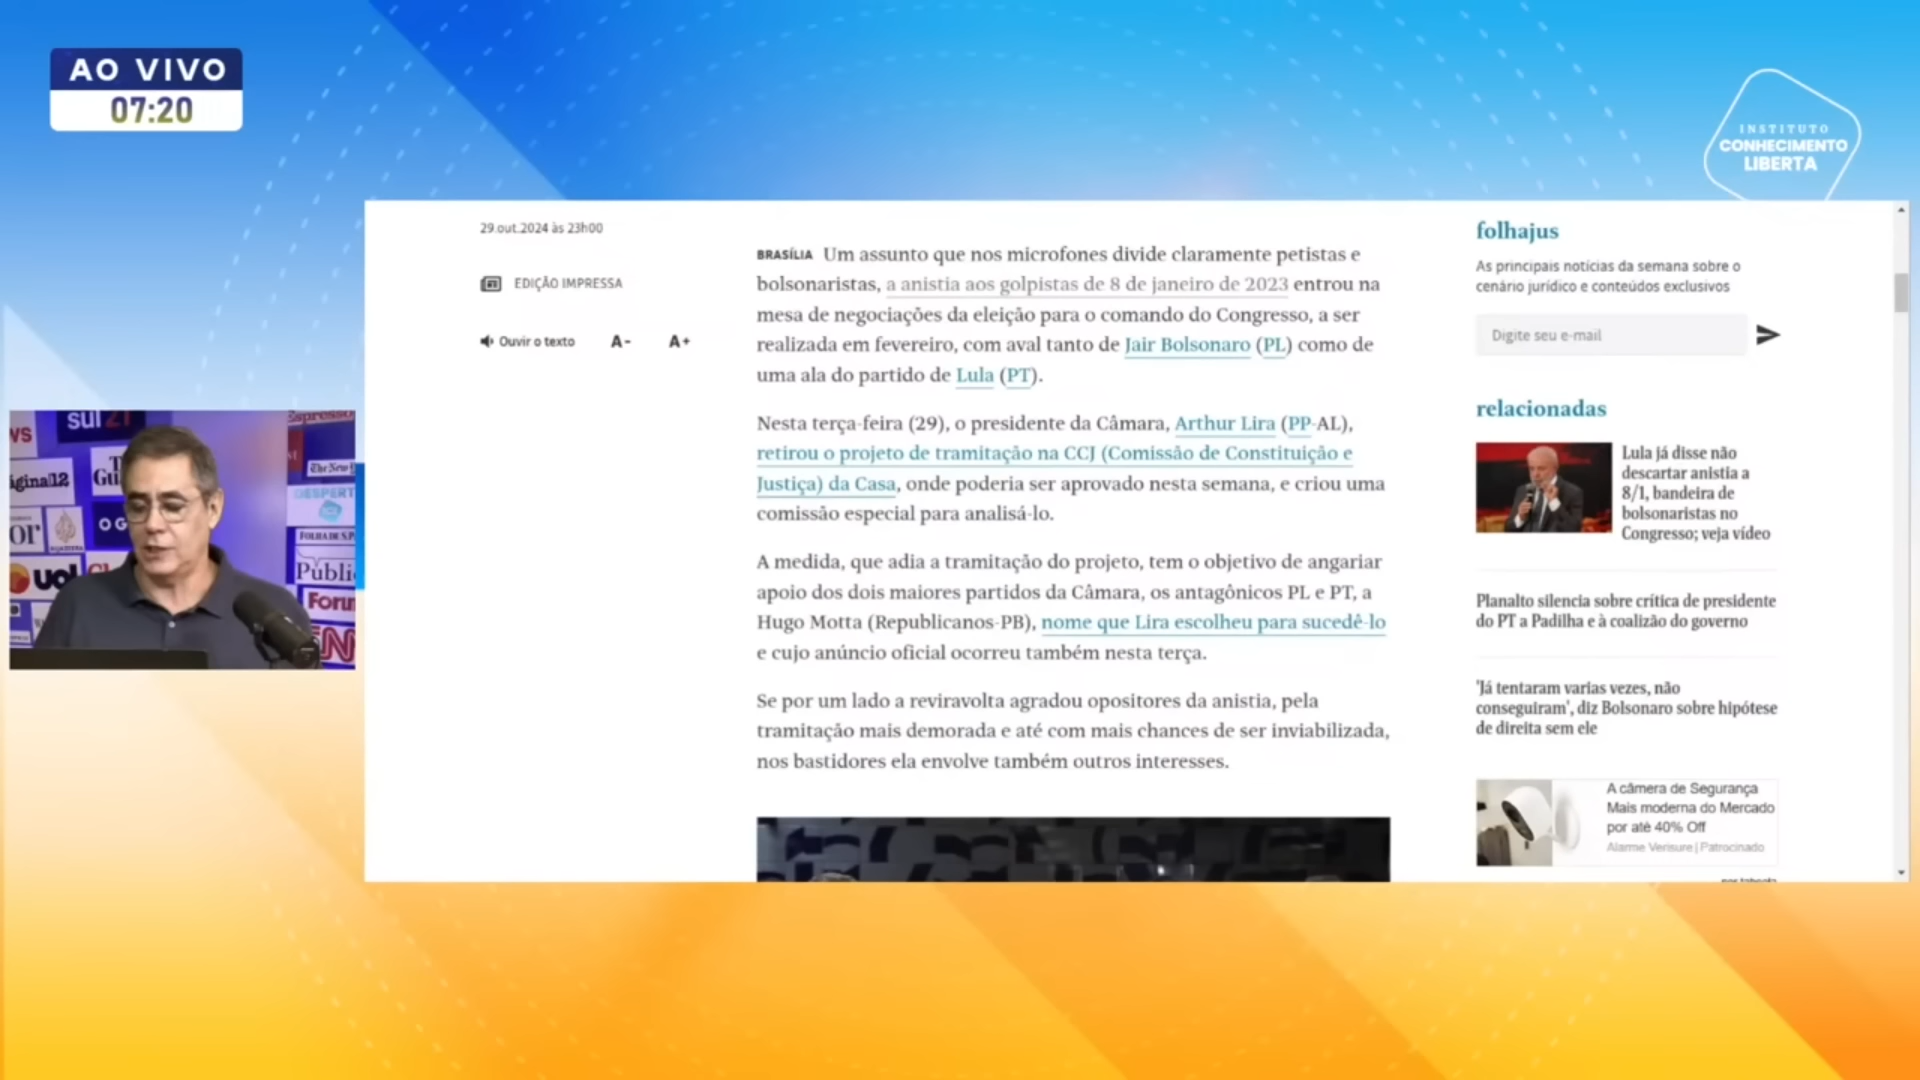 AO VIVO
07:20
INSTITUTO
CONHECIMENTO
LIBERTA
29.out.2024 às 23h00
EDIÇÃO IMPRESSA
Ouvir o texto A- A+
BRASÍLIA Um assunto que nos microfones divide claramente petistas e
bolsonaristas, a anistia aos golpistas de 8 de janeiro de 2023 entrou na
mesa de negociações da eleição para o comando do Congresso, a ser
realizada em fevereiro, com aval tanto de Jair Bolsonaro (PL) como de
uma ala do partido de Lula (PT).
Nesta terça-feira (29), o presidente da Câmara, Arthur Lira (PP-AL),
retirou o projeto de tramitação na CCJ (Comissão de Constituição e
Justiça) da Casa, onde poderia ser aprovado nesta semana, e criou uma
comissão especial para analisá-lo.
A medida, que adia a tramitação do projeto, tem o objetivo de angariar
apoio dos dois maiores partidos da Câmara, os antagônicos PL e PT, a
Hugo Motta (Republicanos-PB), nome que Lira escolheu para sucedê-lo
e cujo anúncio oficial ocorreu também nesta terça.
Se por um lado a reviravolta agradou opositores da anistia, pela
tramitação mais demorada e até com mais chances de ser inviabilizada,
nos bastidores ela envolve também outros interesses.
folhajus
As principais notícias da semana sobre o
cenário jurídico e conteúdos exclusivos
Digite seu e-mail
relacionadas
Lula já disse não
descartar anistia a
8/1, bandeira de
bolsonaristas no
Congresso; veja vídeo
Planalto silencia sobre crítica de presidente
do PT a Padilha e à coalizão do governo
'Já tentaram varias vezes, não
conseguiram', diz Bolsonaro sobre hipótese
de direita sem ele
A câmera de Segurança
Mais moderna do Mercado
por até 40% Off
Alarme Verisure | Patrocinado
sul 21
ágina12
The New
DESPERT
FOLHA DE S.P
Públi
uol
Foru